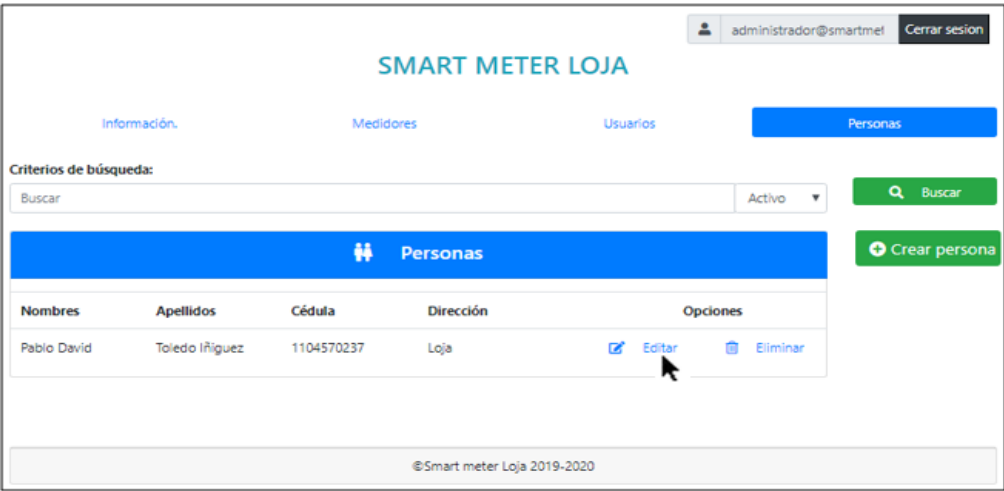 administrador@smartmet Cerrar sesion
SMART METER LOJA
Información. Medidores Usuarios Personas
Criterios de búsqueda:
Buscar Activo Buscar
Personas Crear persona
Nombres Apellidos Cédula Dirección Opciones
Pablo David Toledo Iñiguez 1104570237 Loja Editar Eliminar
©Smart meter Loja 2019-2020